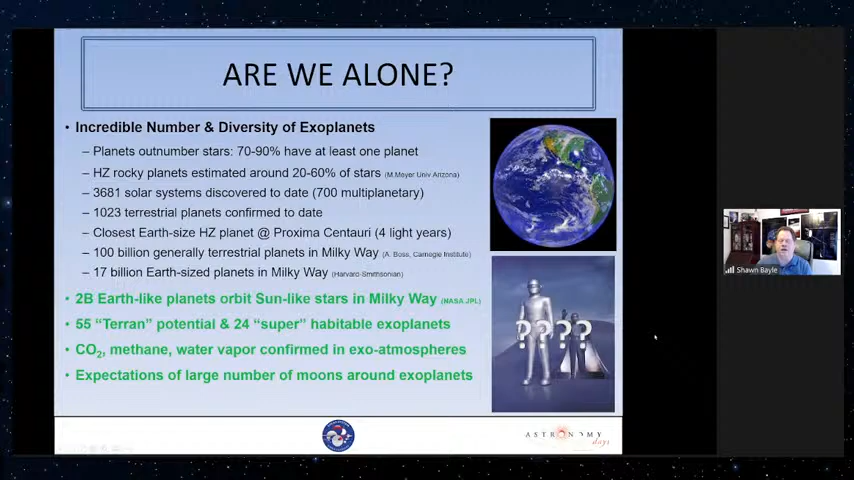 ARE WE ALONE?
• Incredible Number & Diversity of Exoplanets
– Planets outnumber stars: 70-90% have at least one planet
– HZ rocky planets estimated around 20-60% of stars (M.Meyer Univ Arizona)
– 3681 solar systems discovered to date (700 multiplanetary)
– 1023 terrestrial planets confirmed to date
– Closest Earth-size HZ planet @ Proxima Centauri (4 light years)
– 100 billion generally terrestrial planets in Milky Way (A. Boss, Carnegie Institute)
– 17 billion Earth-sized planets in Milky Way (Harvard-Smithsonian)
• 2B Earth-like planets orbit Sun-like stars in Milky Way (NASA JPL)
• 55 “Terran” potential & 24 “super” habitable exoplanets
• CO₂, methane, water vapor confirmed in exo-atmospheres
• Expectations of large number of moons around exoplanets
????
Shawn Bayle
ASTRONOMY
days